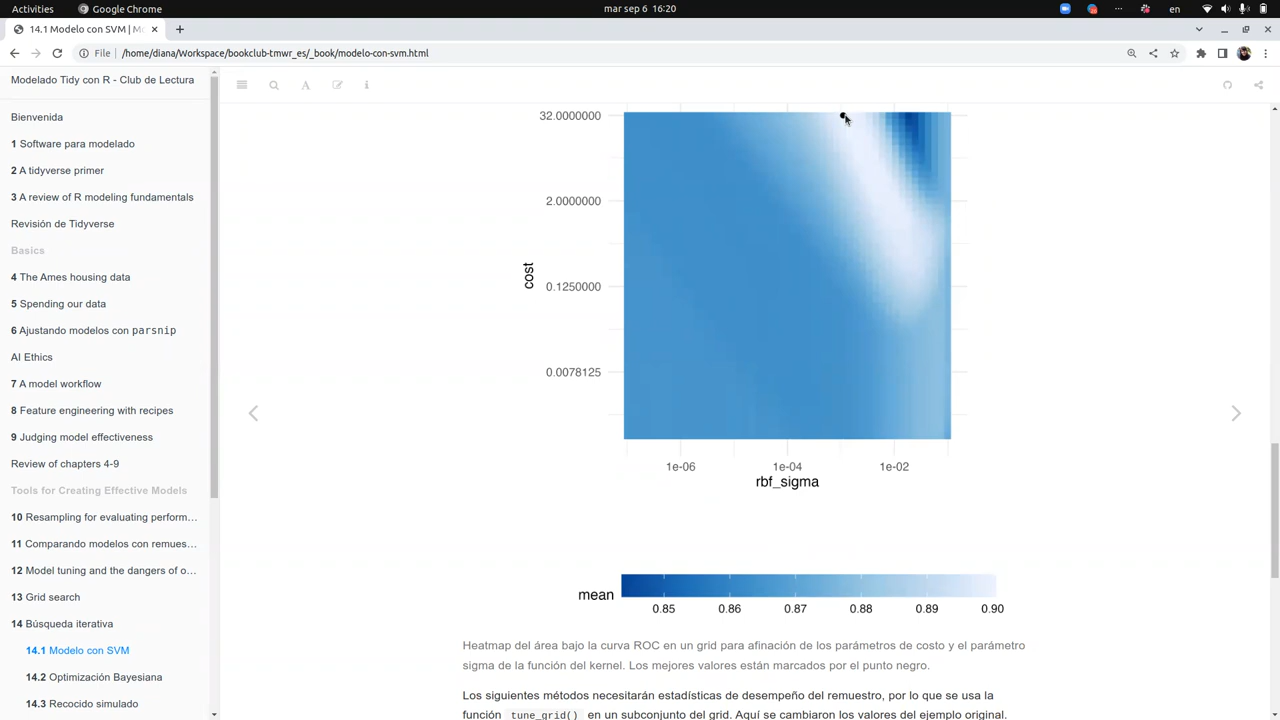 Activities
Google Chrome
mar sep 6 16:20
en
14.1 Modelo con SVM | Mo
File
/home/diana/Workspace/bookclub-tmwr_es/_book/modelo-con-svm.html
Modelado Tidy con R - Club de Lectura
Bienvenida
1 Software para modelado
2 A tidyverse primer
3 A review of R modeling fundamentals
Revisión de Tidyverse
Basics
4 The Ames housing data
5 Spending our data
6 Ajustando modelos con parsnip
AI Ethics
7 A model workflow
8 Feature engineering with recipes
9 Judging model effectiveness
Review of chapters 4-9
Tools for Creating Effective Models
10 Resampling for evaluating perform…
11 Comparando modelos con remues…
12 Model tuning and the dangers of o…
13 Grid search
14 Búsqueda iterativa
14.1 Modelo con SVM
14.2 Optimización Bayesiana
14.3 Recocido simulado
32.0000000
2.0000000
0.1250000
0.0078125
cost
1e-06 1e-04 1e-02
rbf_sigma
mean
0.85 0.86 0.87 0.88 0.89 0.90
Heatmap del área bajo la curva ROC en un grid para afinación de los parámetros de costo y el parámetro
sigma de la función del kernel. Los mejores valores están marcados por el punto negro.
Los siguientes métodos necesitarán estadísticas de desempeño del remuestro, por lo que se usa la
función tune_grid() en un subconjunto del grid. Aquí se cambiaron los valores del ejemplo original.